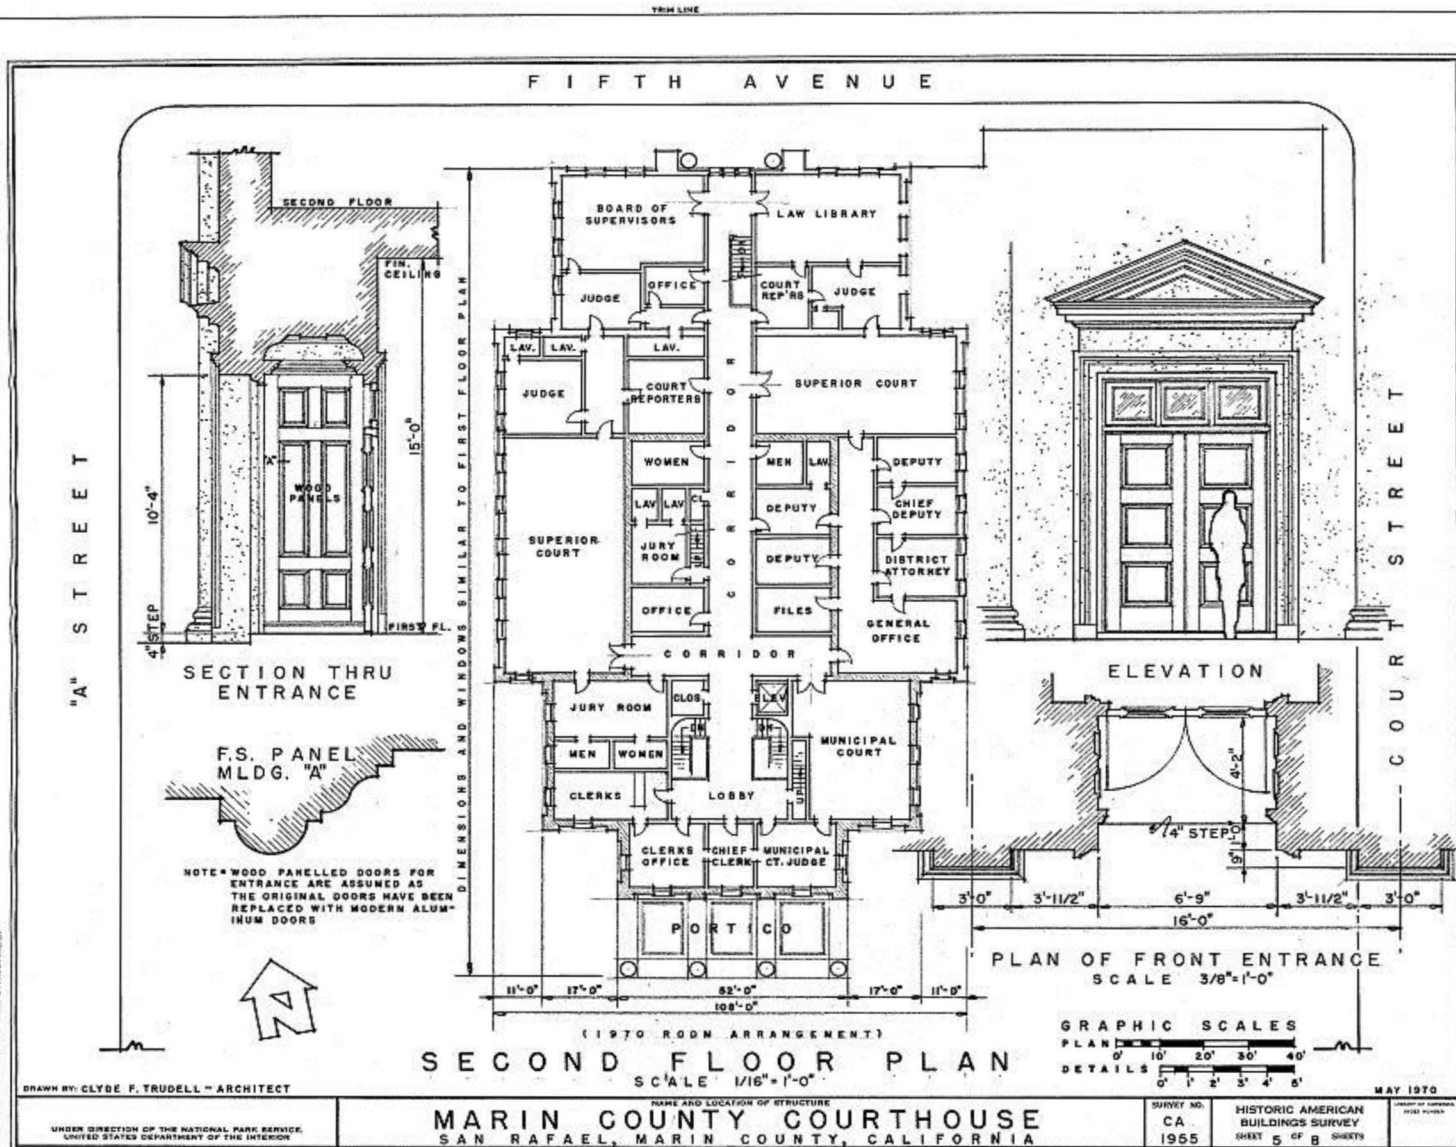 TRIM LINE
FIFTH AVENUE
"A" STREET
COURT STREET
SECOND FLOOR
FIN.
CEILING
15'-0"
10'-4"
4" STEP
"A"
WOOD
PANELS
FIRST FL.
SECTION THRU
ENTRANCE
F.S. PANEL
MLDG. "A"
NOTE= WOOD PANELLED DOORS FOR
ENTRANCE ARE ASSUMED AS
THE ORIGINAL DOORS HAVE BEEN
REPLACED WITH MODERN ALUM-
INUM DOORS
N
DIMENSIONS AND WINDOWS SIMILAR TO FIRST FLOOR PLAN
BOARD OF
SUPERVISORS
LAW LIBRARY
DN
JUDGE
OFFICE
COURT
REP'RS
JUDGE
LAV.
LAV.
LAV.
JUDGE
COURT
REPORTERS
CORRIDOR
SUPERIOR COURT
WOMEN
MEN
LAV.
DEPUTY
LAV
LAV
CL
DEPUTY
CHIEF
DEPUTY
SUPERIOR
COURT
JURY
ROOM
UP
DEPUTY
DISTRICT
ATTORNEY
OFFICE
FILES
GENERAL
OFFICE
CORRIDOR
JURY ROOM
CLOS.
ELEV.
DN
DN
MUNICIPAL
COURT
MEN
WOMEN
CLERKS
LOBBY
UP
CLERKS
OFFICE
CHIEF
CLERK
MUNICIPAL
CT. JUDGE
PORTICO
11'-0"
17'-0"
52'-0"
17'-0"
11'-0"
108'-0"
(1970 ROOM ARRANGEMENT)
SECOND FLOOR PLAN
SCALE 1/16"=1'-0"
ELEVATION
4'-2"
4" STEP
1'-0"
9"
3'-0"
3'-11/2"
6'-9"
3'-11/2"
3'-0"
16'-0"
PLAN OF FRONT ENTRANCE
SCALE 3/8"=1'-0"
GRAPHIC SCALES
PLAN
0' 10' 20' 30' 40'
DETAILS
0' 1' 2' 3' 4' 5'
DRAWN BY: CLYDE F. TRUDELL ~ ARCHITECT
MAY 1970
UNDER DIRECTION OF THE NATIONAL PARK SERVICE,
UNITED STATES DEPARTMENT OF THE INTERIOR
NAME AND LOCATION OF STRUCTURE
MARIN COUNTY COURTHOUSE
SAN RAFAEL, MARIN COUNTY, CALIFORNIA
SURVEY NO.
CA
1955
HISTORIC AMERICAN
BUILDINGS SURVEY
SHEET 5 OF 8 SHEETS